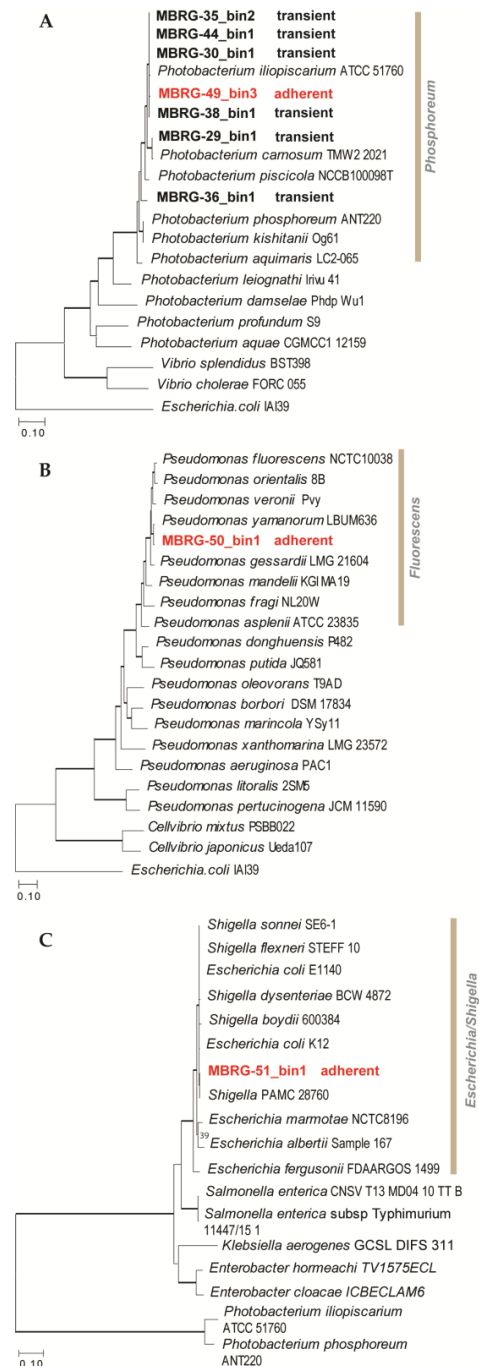 A
MBRG-35_bin2 transient
MBRG-44_bin1 transient
MBRG-30_bin1 transient
Photobacterium iliopiscarium ATCC 51760
MBRG-49_bin3 adherent
MBRG-38_bin1 transient
MBRG-29_bin1 transient
Photobacterium carnosum TMW2 2021
Photobacterium piscicola NCCB100098T
MBRG-36_bin1 transient
Photobacterium phosphoreum ANT220
Photobacterium kishitanii Og61
Photobacterium aquimaris LC2-065
Photobacterium leiognathi lrivu 41
Photobacterium damselae Phdp Wu1
Photobacterium profundum S9
Photobacterium aquae CGMCC1 12159
Vibrio splendidus BST398
Vibrio cholerae FORC 055
Escherichia.coli IAI39
0.10
Phosphoreum
B
Pseudomonas fluorescens NCTC10038
Pseudomonas orientalis 8B
Pseudomonas veronii Pvy
Pseudomonas yamanorum LBUM636
MBRG-50_bin1 adherent
Pseudomonas gessardii LMG 21604
Pseudomonas mandelii KGIMA19
Pseudomonas fragi NL20W
Pseudomonas asplenii ATCC 23835
Pseudomonas donghuensis P482
Pseudomonas putida JQ581
Pseudomonas oleovorans T9AD
Pseudomonas borbori DSM 17834
Pseudomonas marincola YSy11
Pseudomonas xanthomarina LMG 23572
Pseudomonas aeruginosa PAC1
Pseudomonas litoralis 2SM5
Pseudomonas pertucinogena JCM 11590
Cellvibrio mixtus PSBB022
Cellvibrio japonicus Ueda107
Escherichia.coli IAI39
0.10
Fluorescens
C
Shigella sonnei SE6-1
Shigella flexneri STEFF 10
Escherichia coli E1140
Shigella dysenteriae BCW 4872
Shigella boydii 600384
Escherichia coli K12
MBRG-51_bin1 adherent
Shigella PAMC 28760
Escherichia marmotae NCTC8196
39
Escherichia albertii Sample 167
Escherichia fergusonii FDAARGOS 1499
Salmonella enterica CNSV T13 MD04 10 TT B
Salmonella enterica subsp Typhimurium
11447/15 1
Klebsiella aerogenes GCSL DIFS 311
Enterobacter hormeachi TV1575ECL
Enterobacter cloacae ICBECLAM6
Photobacterium iliopiscarium
ATCC 51760
Photobacterium phosphoreum
ANT220
0.10
Escherichia/Shigella